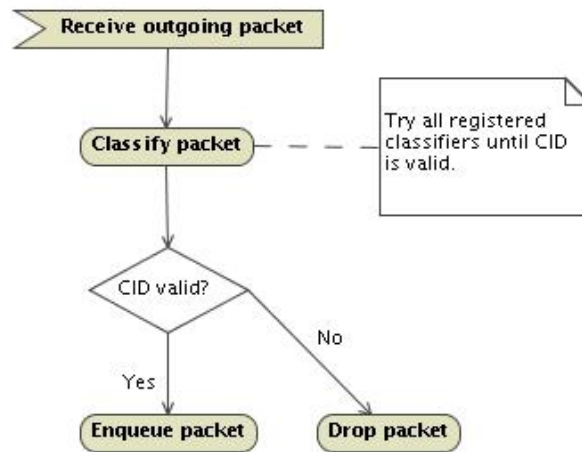 Receive outgoing packet
Classify packet
Try all registered
classifiers until CID
is valid.
CID valid?
No
Yes
Enqueue packet
Drop packet